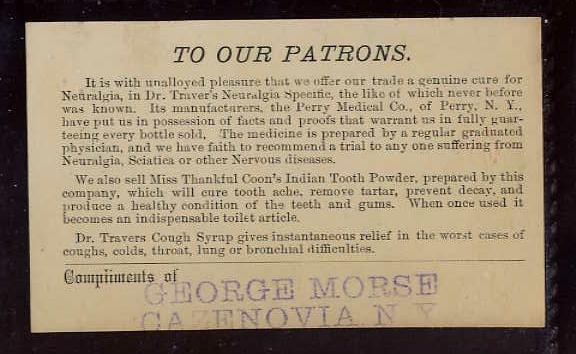 TO OUR PATRONS.
It is with unalloyed pleasure that we offer our trade a genuine cure for
Neuralgia, in Dr. Traver's Neuralgia Specific, the like of which never before
was known. Its manufacturers, the Perry Medical Co., of Perry, N. Y.,
have put us in possession of facts and proofs that warrant us in fully guar-
teeing every bottle sold. The medicine is prepared by a regular graduated
physician, and we have faith to recommend a trial to any one suffering from
Neuralgia, Sciatica or other Nervous diseases.
We also sell Miss Thankful Coon's Indian Tooth Powder, prepared by this
company, which will cure tooth ache, remove tartar, prevent decay, and
produce a healthy condition of the teeth and gums. When once used it
becomes an indispensable toilet article.
Dr. Travers Cough Syrup gives instantaneous relief in the worst cases of
coughs, colds, throat, lung or bronchial difficulties.
Compliments of
GEORGE MORSE
CAZENOVIA N Y